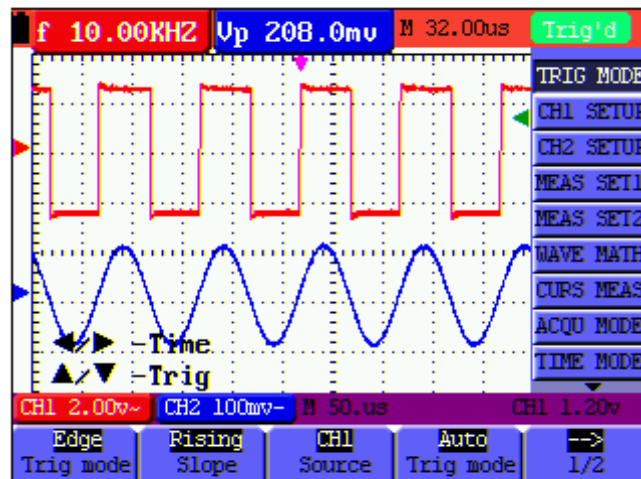 f 10.00KHZ Vp 208.0mv M 32.00us Trig'd
TRIG MODE
CH1 SETUP
CH2 SETUP
MEAS SET1
MEAS SET2
WAVE MATH
CURS MEAS
ACQU MODE
TIME MODE
◀/▶ -Time
▲/▼ -Trig
CH1 2.00v~ CH2 100mv- M 50.us CH1 1.20v
Edge Rising CH1 Auto -->
Trig mode Slope Source Trig mode 1/2